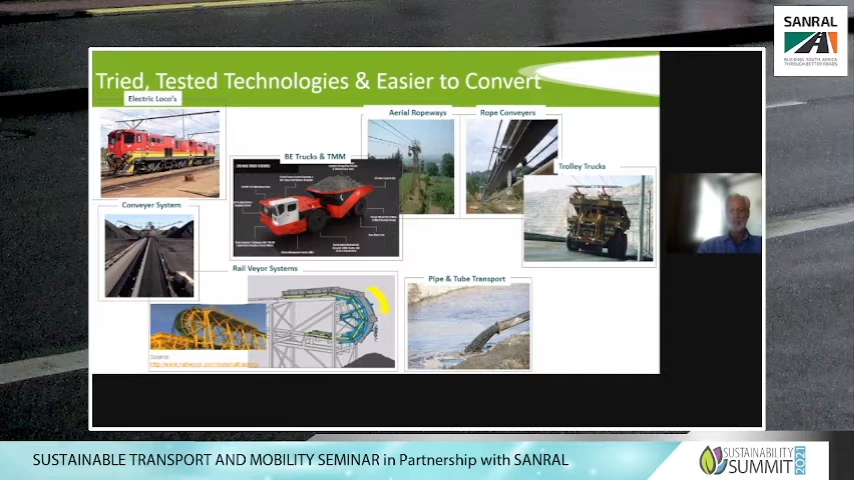 SANRAL
BUILDING SOUTH AFRICA
THROUGH BETTER ROADS
Tried, Tested Technologies & Easier to Convert
Electric Loco's
Aerial Ropeways
Rope Conveyers
BE Trucks & TMM
Trolley Trucks
Conveyer System
Rail Veyor Systems
Pipe & Tube Transport
Source:
SUSTAINABLE TRANSPORT AND MOBILITY SEMINAR in Partnership with SANRAL
SUSTAINABILITY
SUMMIT 2021